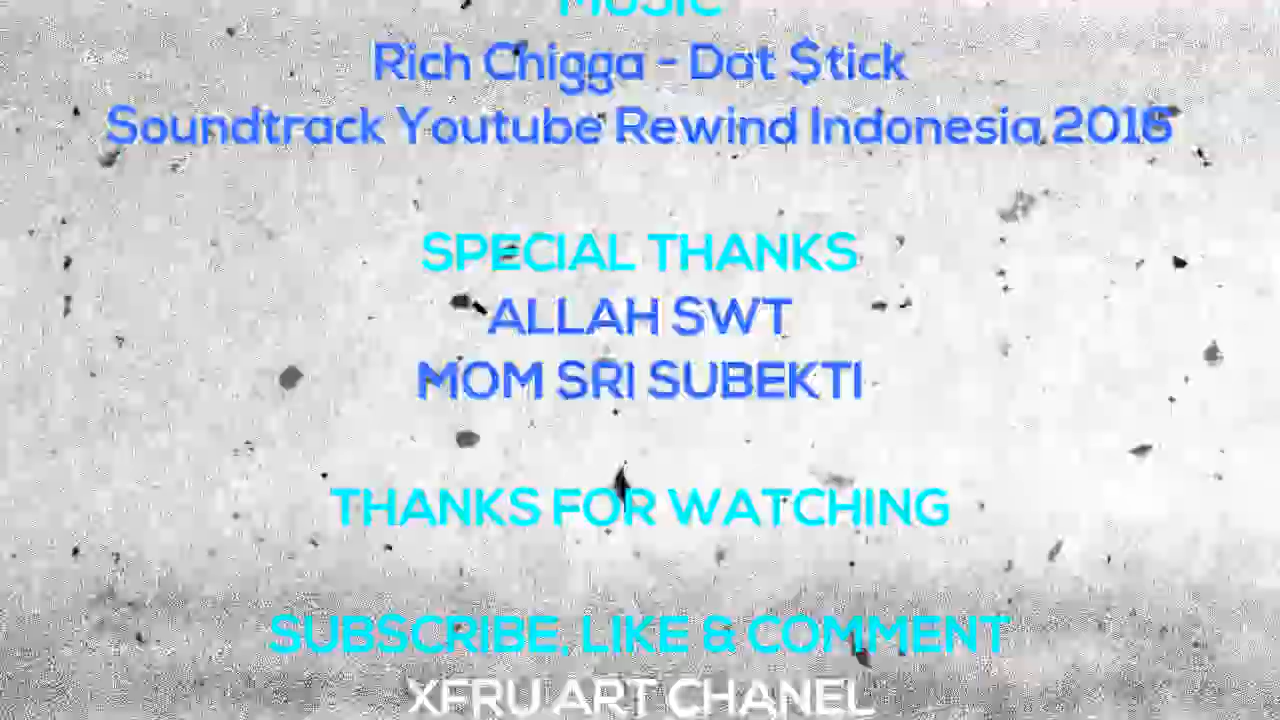 MUSIC
Rich Chigga - Dat $tick
Soundtrack Youtube Rewind Indonesia 2016
SPECIAL THANKS
ALLAH SWT
MOM SRI SUBEKTI
THANKS FOR WATCHING
SUBSCRIBE, LIKE & COMMENT
XFRU ART CHANEL